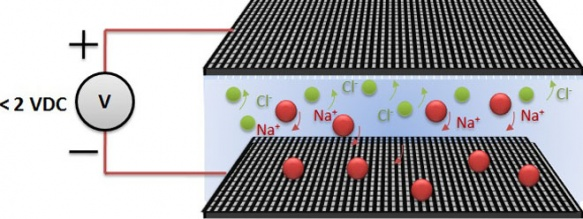 +
< 2 VDC
V
−
Cl⁻
Cl⁻
Cl⁻
Cl⁻
Na⁺
Na⁺
Na⁺
Na⁺